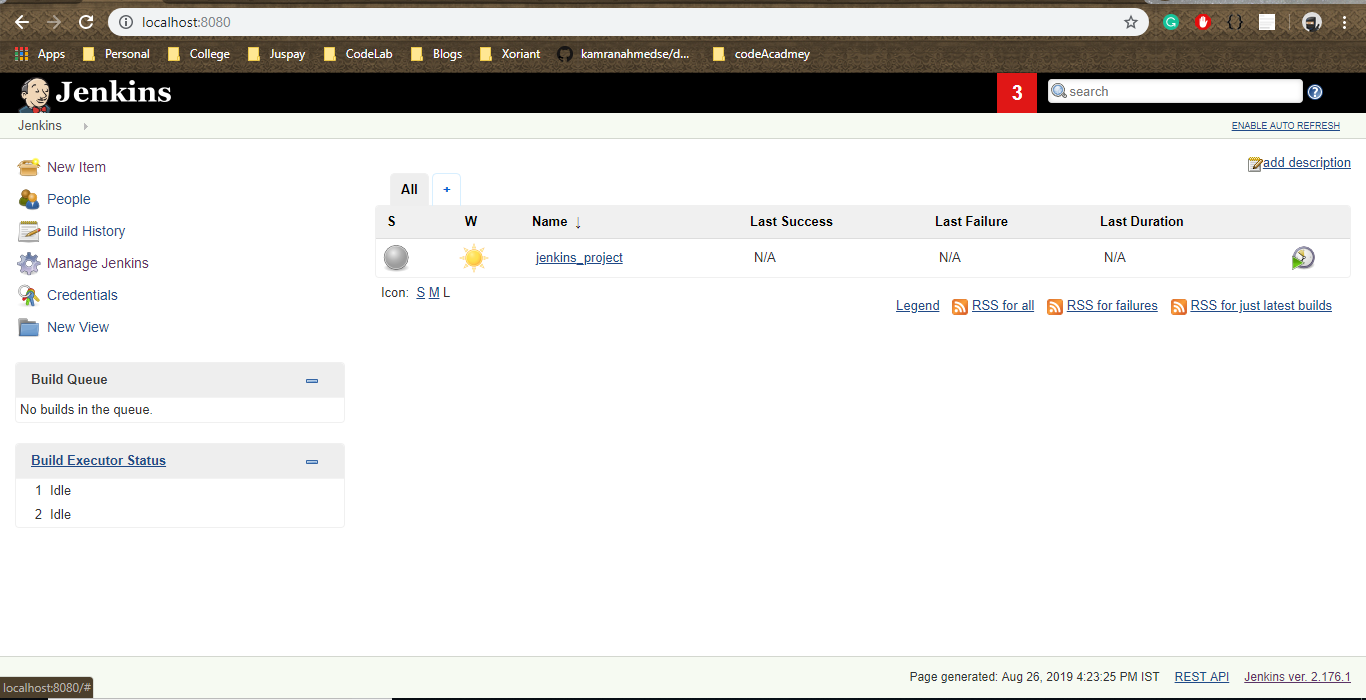 localhost:8080
Apps Personal College Juspay CodeLab Blogs Xoriant kamranahmedse/d... codeAcadmey
Jenkins 3 search ?
Jenkins ENABLE AUTO REFRESH
New Item
People
Build History
Manage Jenkins
Credentials
New View
Build Queue
No builds in the queue.
Build Executor Status
1 Idle
2 Idle
add description
All +
S W Name ↓ Last Success Last Failure Last Duration
jenkins_project N/A N/A N/A
Icon: S M L
Legend RSS for all RSS for failures RSS for just latest builds
Page generated: Aug 26, 2019 4:23:25 PM IST REST API Jenkins ver. 2.176.1
localhost:8080/#